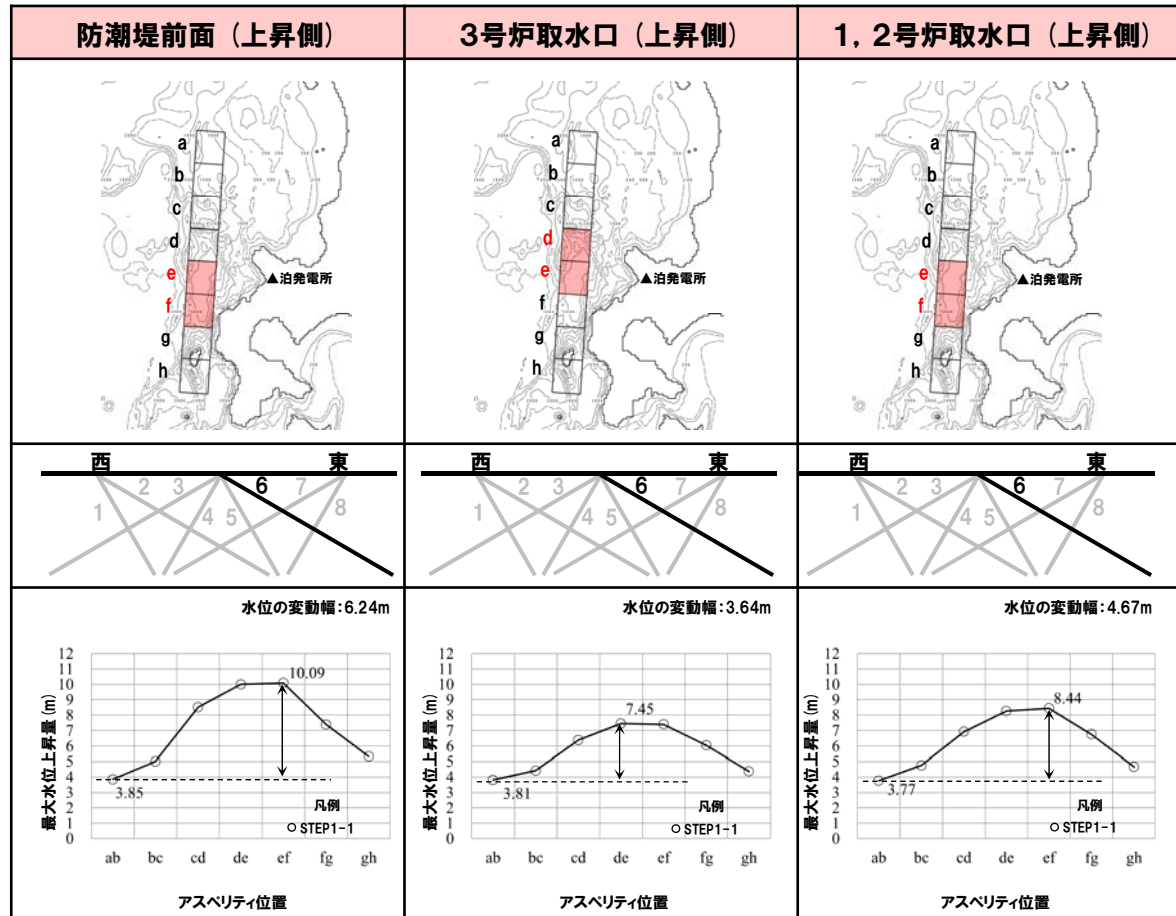 防潮堤前面（上昇側）
3号炉取水口（上昇側）
1，2号炉取水口（上昇側）
a
b
c
d
e
f
g
h
▲泊発電所
a
b
c
d
e
f
g
h
▲泊発電所
a
b
c
d
e
f
g
h
▲泊発電所
西 東
1 2 3 4 5 6 7 8
西 東
1 2 3 4 5 6 7 8
西 東
1 2 3 4 5 6 7 8
水位の変動幅：6.24m
最大水位上昇量(m)
12
11
10
9
8
7
6
5
4
3
2
1
0
10.09
3.85
凡例
○ STEP1-1
ab bc cd de ef fg gh
アスペリティ位置
水位の変動幅：3.64m
最大水位上昇量(m)
12
11
10
9
8
7
6
5
4
3
2
1
0
7.45
3.81
凡例
○ STEP1-1
ab bc cd de ef fg gh
アスペリティ位置
水位の変動幅：4.67m
最大水位上昇量(m)
12
11
10
9
8
7
6
5
4
3
2
1
0
8.44
3.77
凡例
○ STEP1-1
ab bc cd de ef fg gh
アスペリティ位置